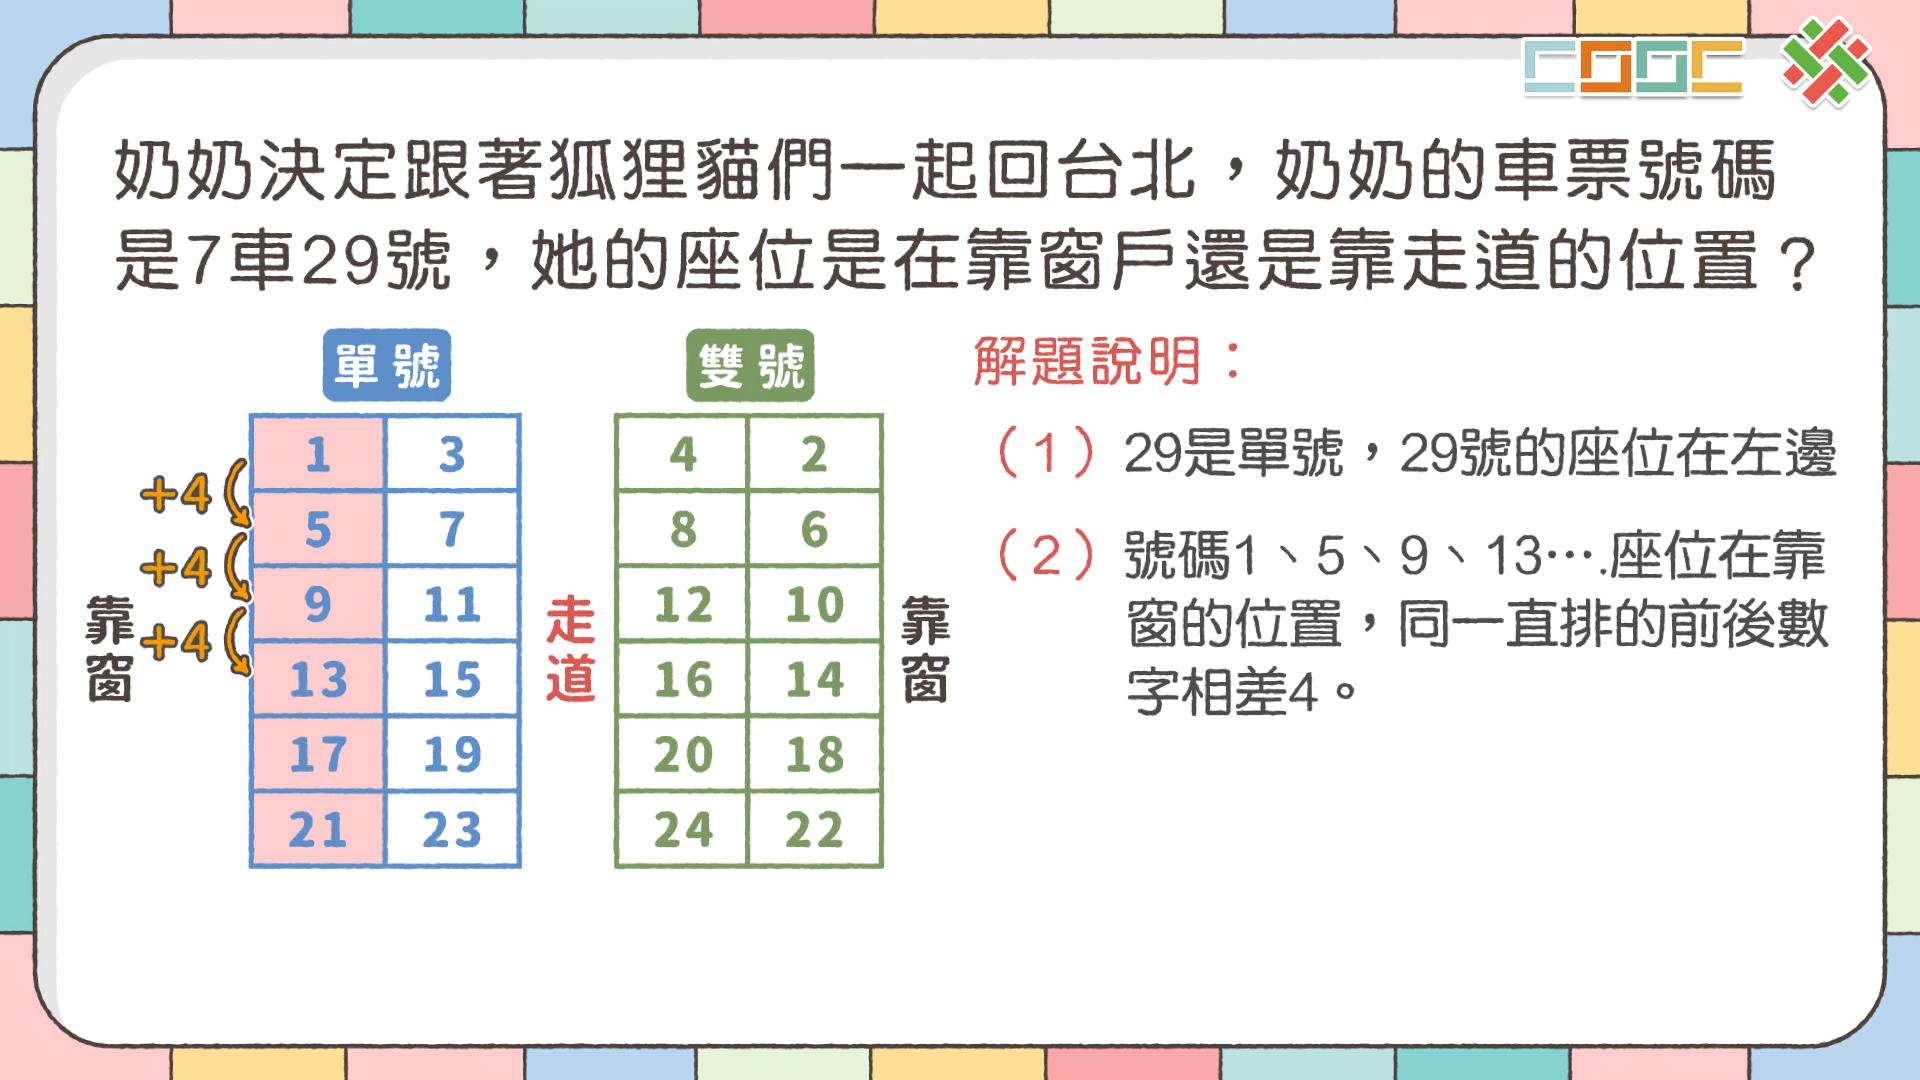 COOC
奶奶決定跟著狐狸貓們一起回台北，奶奶的車票號碼
是7車29號，她的座位是在靠窗戶還是靠走道的位置？
單號
雙號
1 3
5 7
9 11
13 15
17 19
21 23
4 2
8 6
12 10
16 14
20 18
24 22
+4
+4
+4
靠窗
走道
靠窗
解題說明：
（1）29是單號，29號的座位在左邊
（2）號碼1、5、9、13….座位在靠
窗的位置，同一直排的前後數
字相差4。